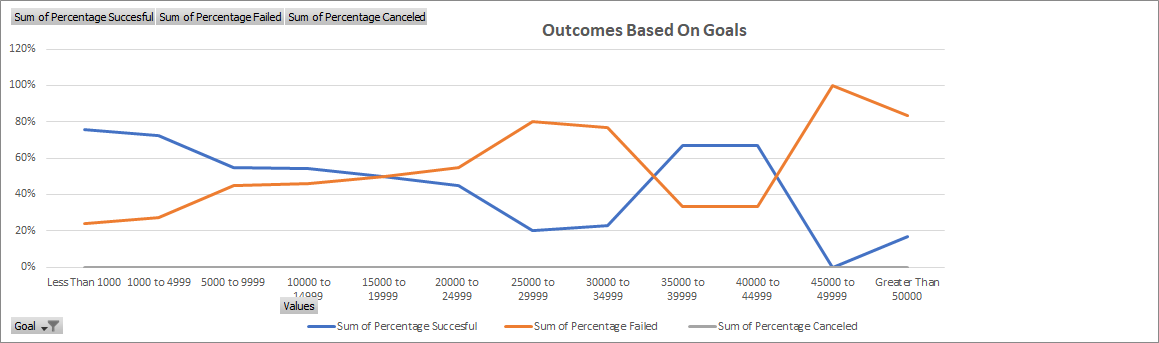 Sum of Percentage Succesful Sum of Percentage Failed Sum of Percentage Canceled
Outcomes Based On Goals
120%
100%
80%
60%
40%
20%
0%
Less Than 1000
1000 to 4999
5000 to 9999
10000 to
14999
15000 to
19999
20000 to
24999
25000 to
29999
30000 to
34999
35000 to
39999
40000 to
44999
45000 to
49999
Greater Than
50000
Values
Goal
Sum of Percentage Succesful
Sum of Percentage Failed
Sum of Percentage Canceled